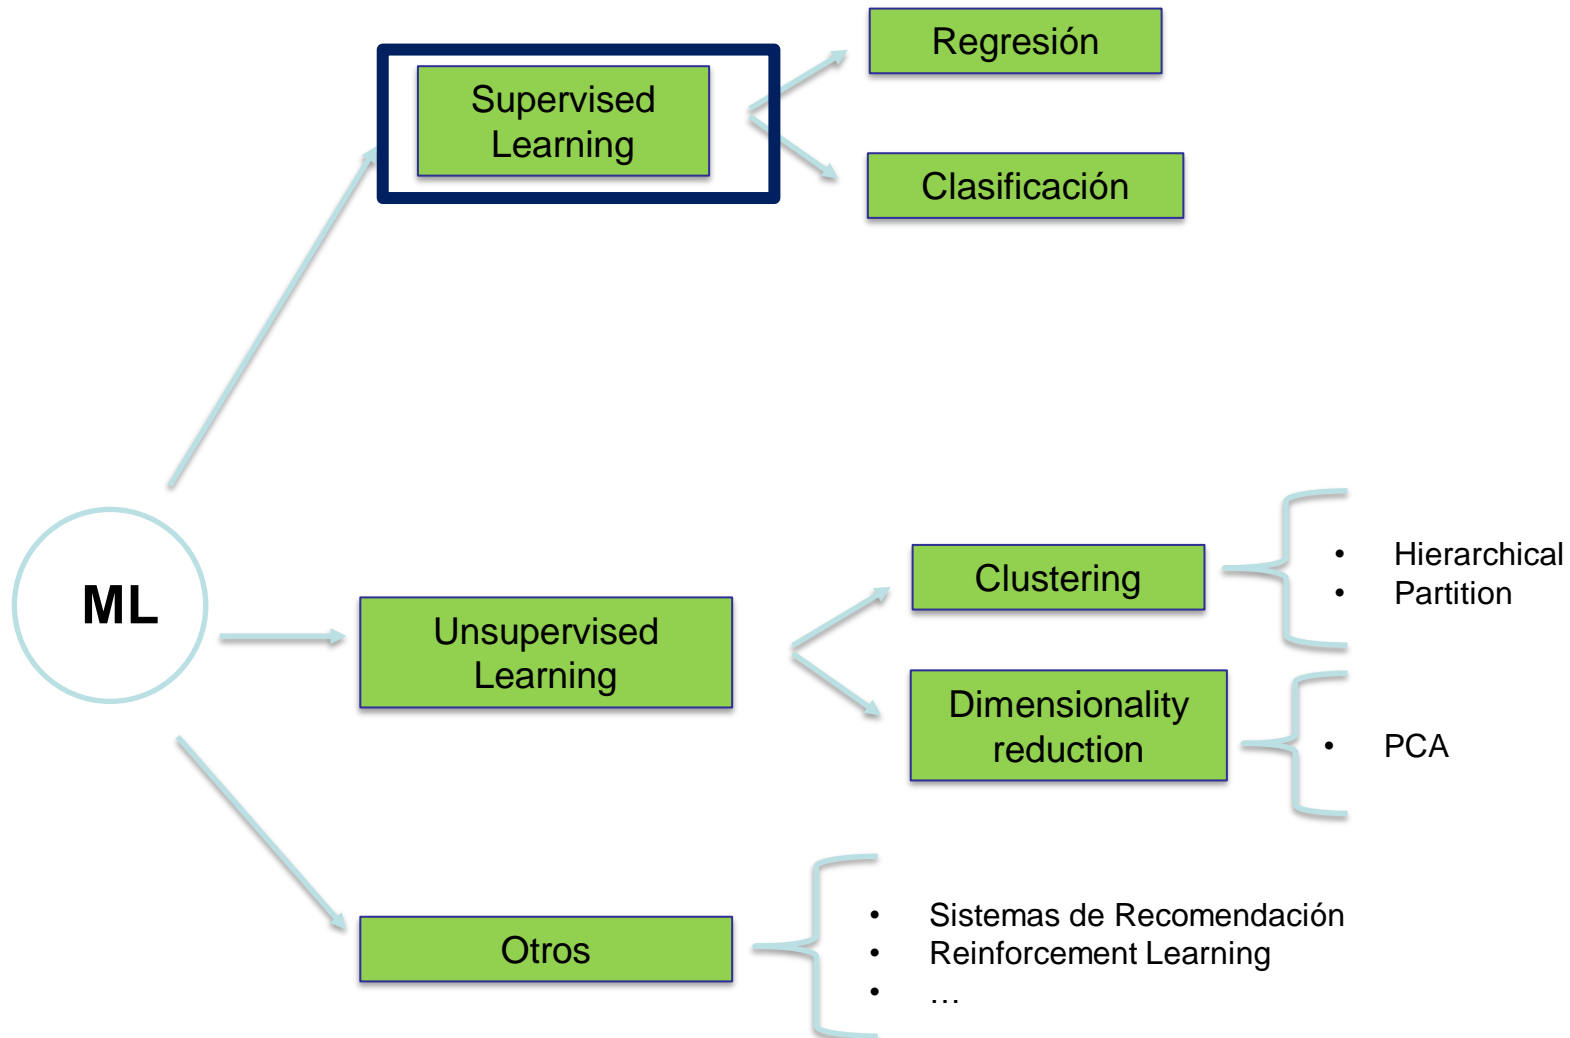 Regresión
Supervised
Learning
Clasificación
ML
Unsupervised
Learning
Clustering
• Hierarchical
• Partition
Dimensionality
reduction
• PCA
Otros
• Sistemas de Recomendación
• Reinforcement Learning
• …